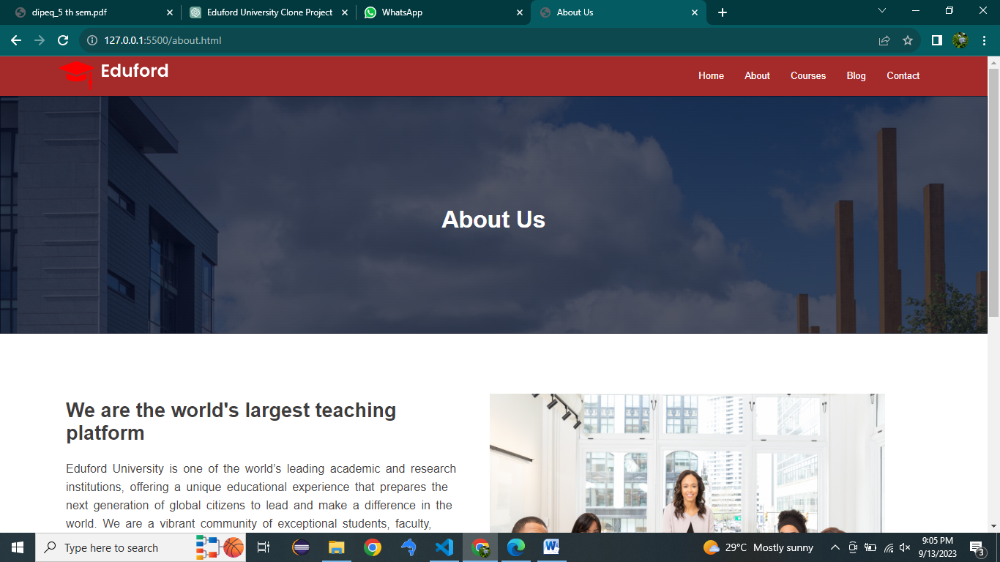 dipeq_5 th sem.pdf
Eduford University Clone Project
WhatsApp
About Us
127.0.0.1:5500/about.html
Eduford
Home
About
Courses
Blog
Contact
About Us
We are the world's largest teaching
platform
Eduford University is one of the world’s leading academic and research
institutions, offering a unique educational experience that prepares the
next generation of global citizens to lead and make a difference in the
world. We are a vibrant community of exceptional students, faculty,
Type here to search
29°C Mostly sunny
9:05 PM
9/13/2023
3